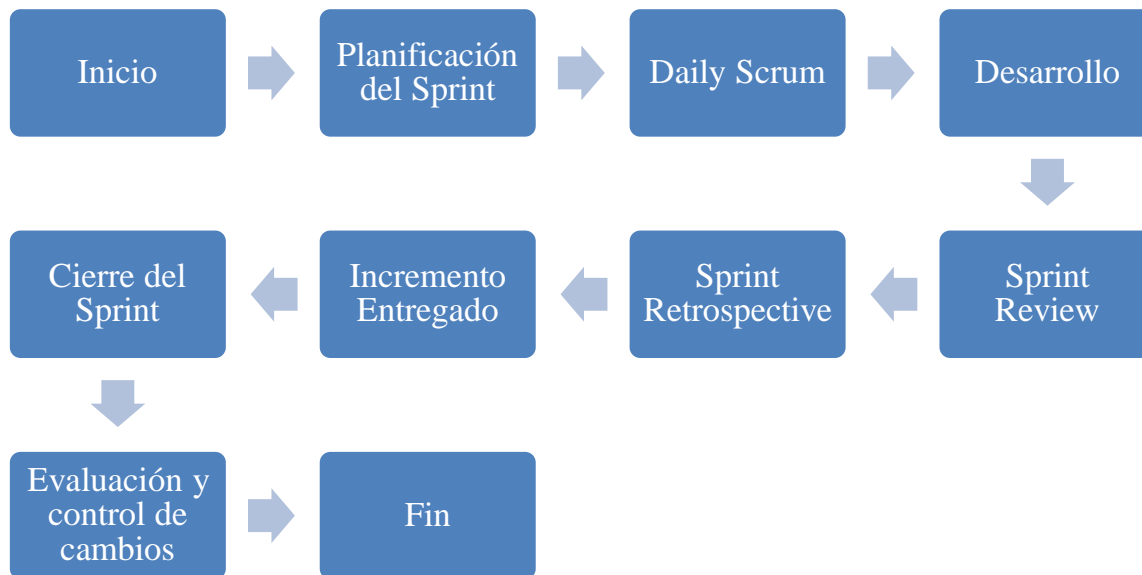 Inicio
Planificación
del Sprint
Daily Scrum
Desarrollo
Sprint
Review
Sprint
Retrospective
Incremento
Entregado
Cierre del
Sprint
Evaluación y
control de
cambios
Fin